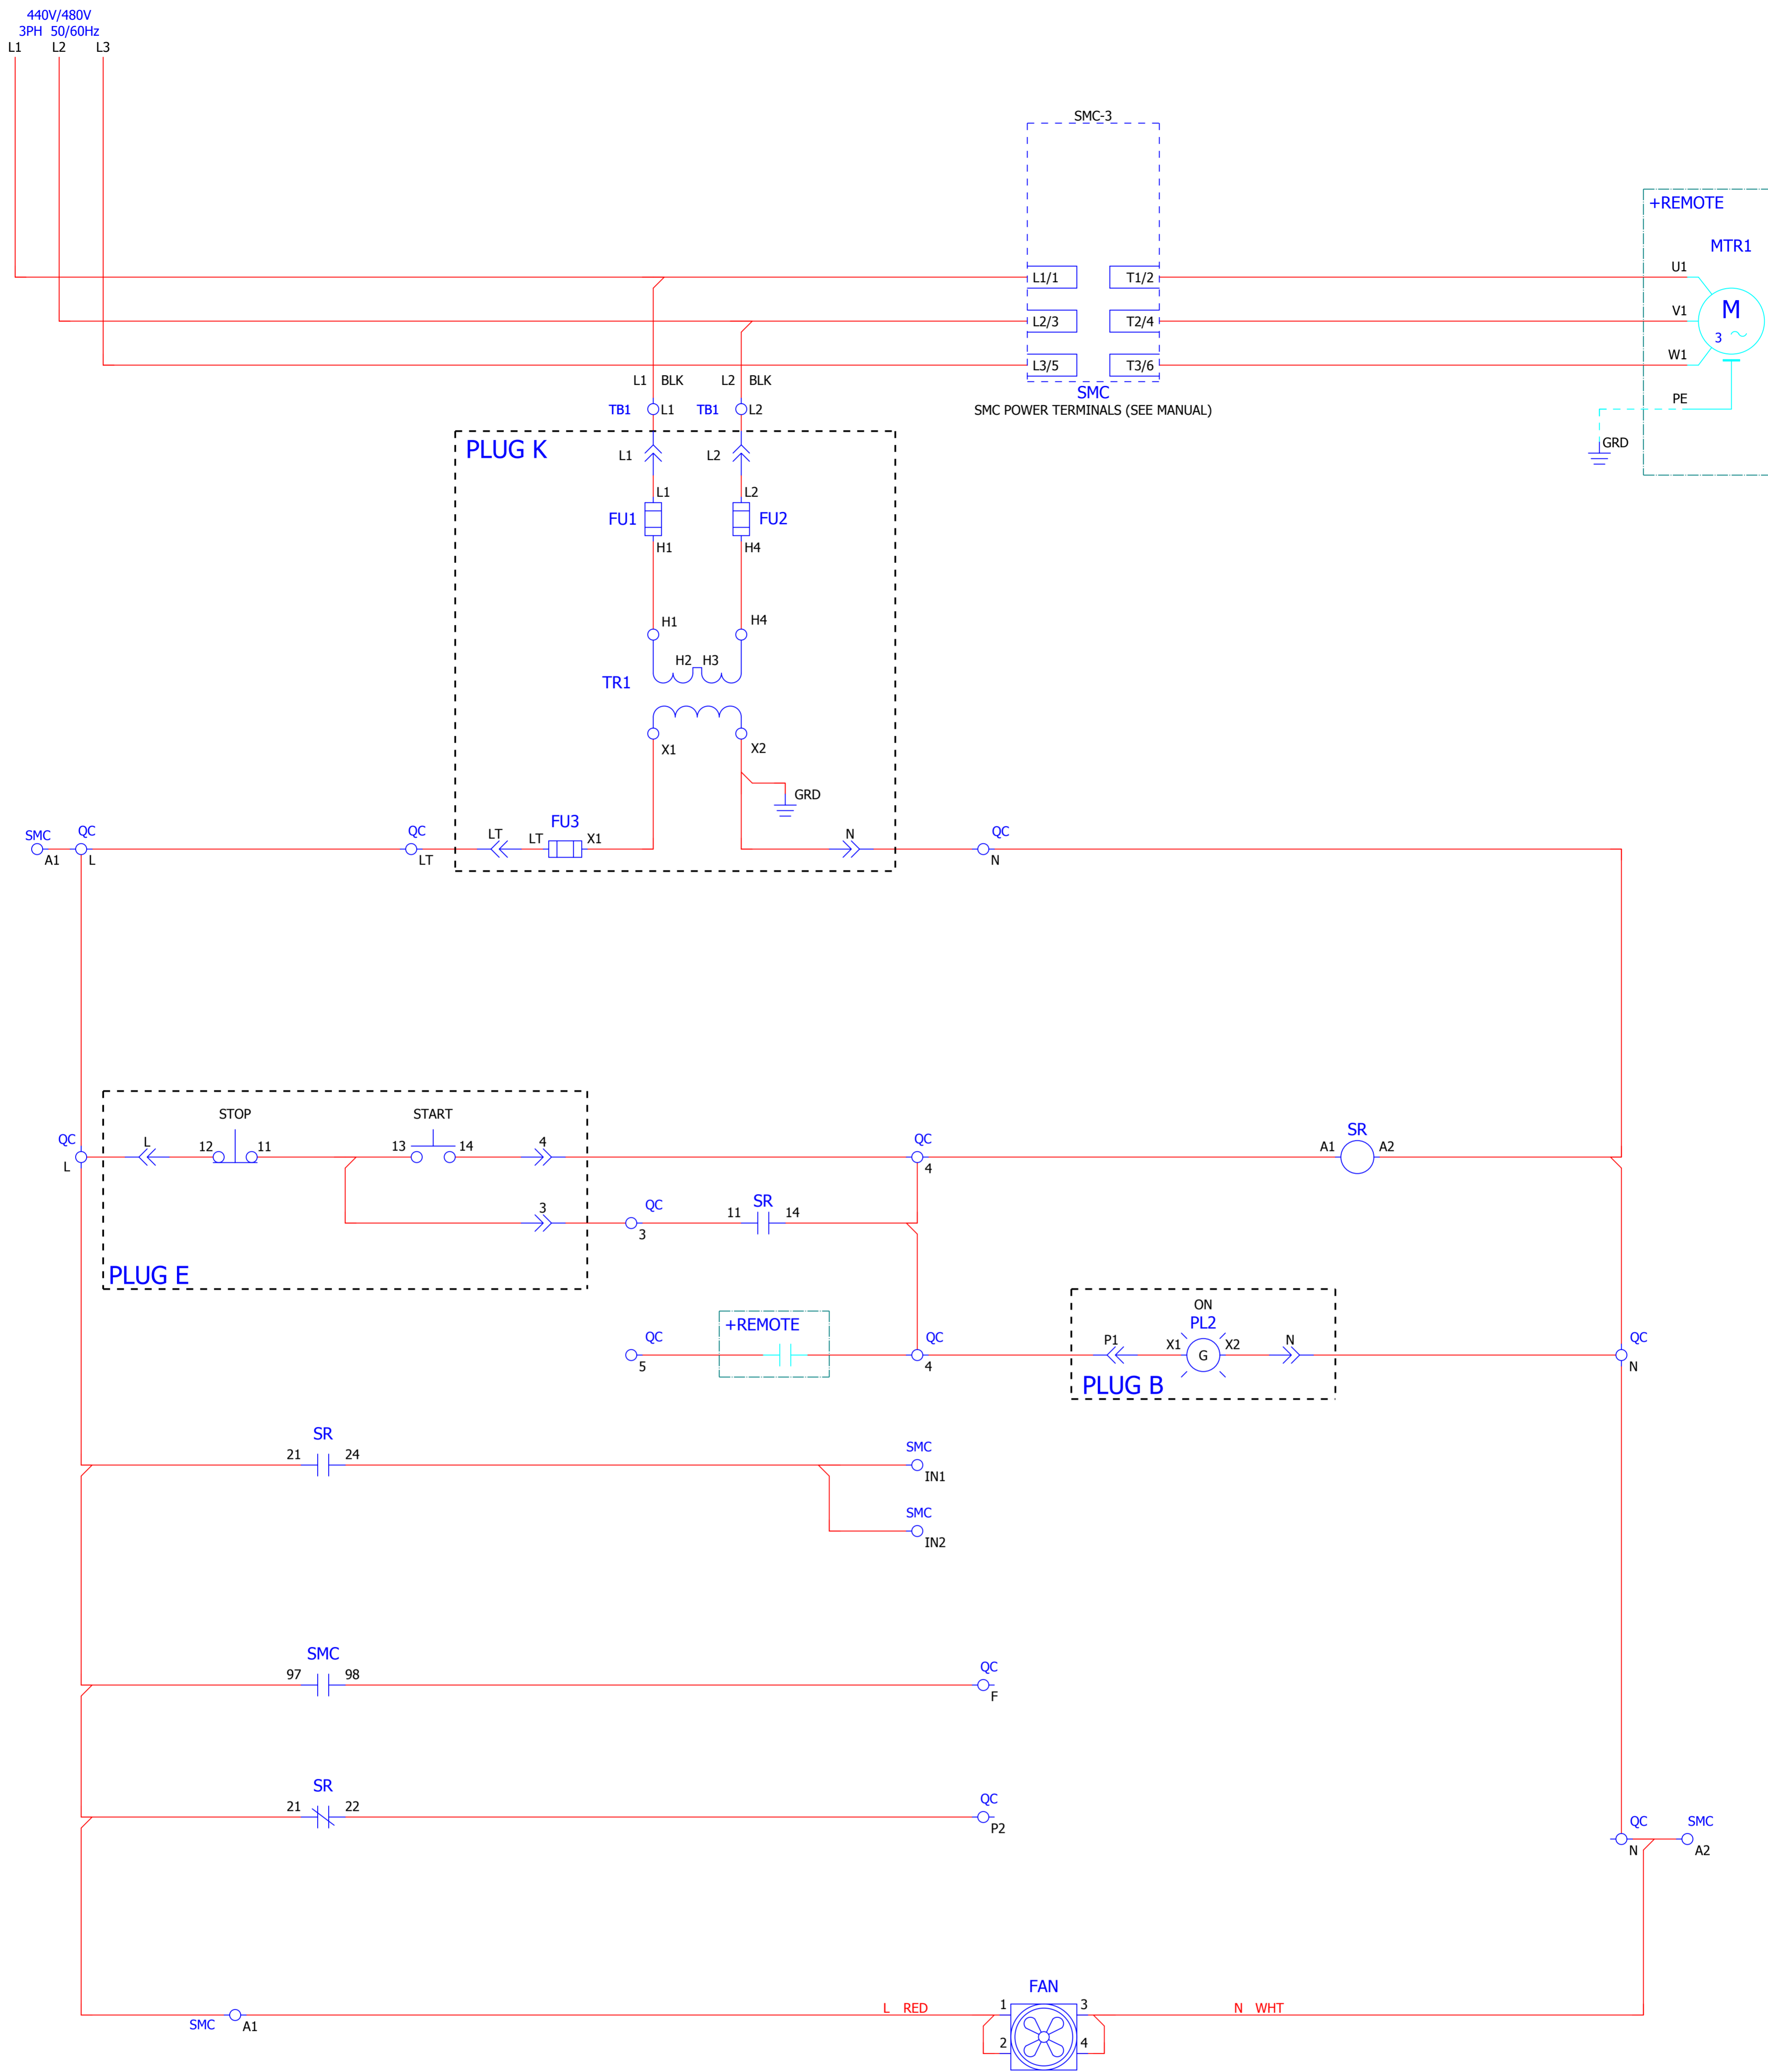 440V/480V
3PH 50/60Hz
L1 L2 L3
SMC-3
+REMOTE
MTR1
U1
L1/1 T1/2
V1 M
L2/3 T2/4
3
W1
L3/5 T3/6
SMC
SMC POWER TERMINALS (SEE MANUAL)
PE
GRD
L1 BLK L2 BLK
TB1 L1 TB1 L2
PLUG K
L1 L2
L1 L2
FU1 FU2
H1 H4
H1 H4
H2 H3
TR1
X1 X2
GRD
SMC QC QC LT LT FU3 X1 N QC
A1 L LT N
STOP START
QC L 12 11 13 14 4 QC A1 SR A2
L 4
3 QC 11 SR 14
3
PLUG E
ON
+REMOTE PL2
QC QC P1 X1 G X2 N QC
5 4 N
PLUG B
SR SMC
21 24 IN1
SMC
IN2
SMC QC
97 98 F
SR QC
21 22 P2
QC SMC
N A2
FAN
L RED 1 3 N WHT
SMC A1
2 4